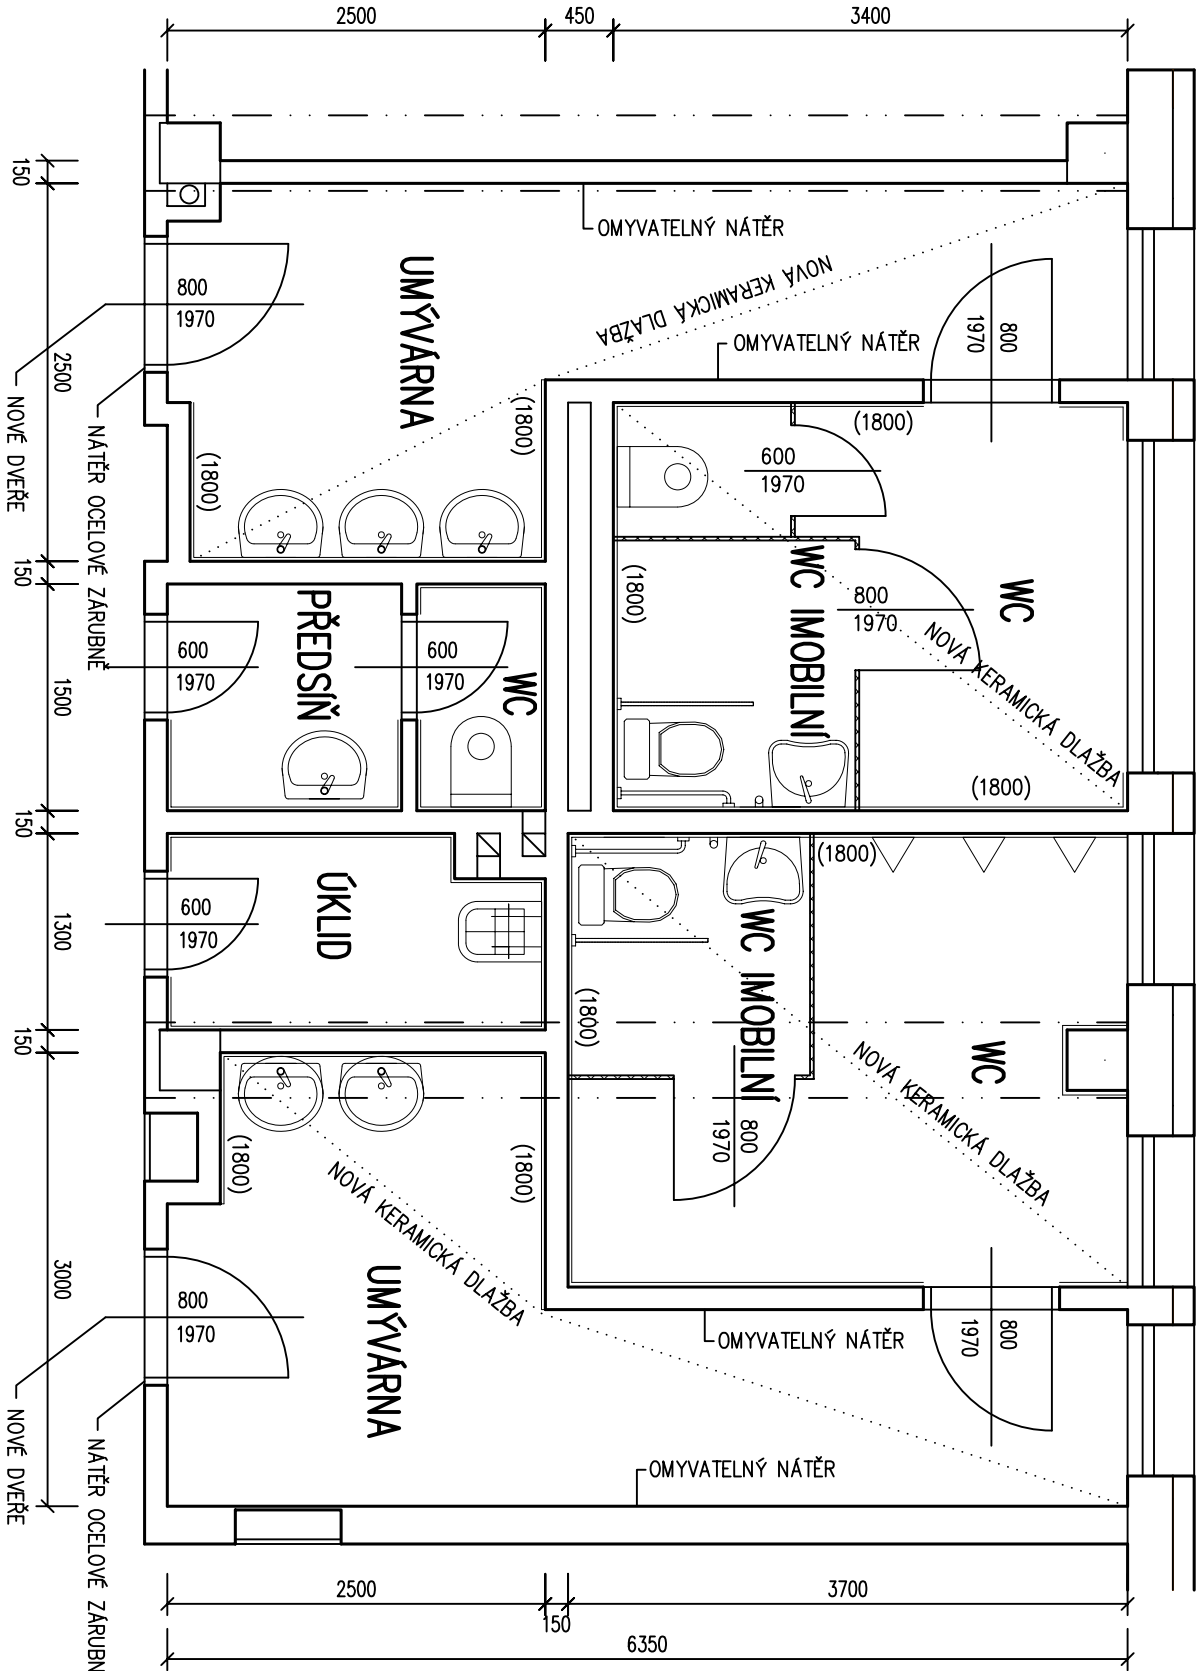 2500
450
3400
OMYVATELNÝ NÁTĚR
NOVÁ KERAMICKÁ DLAŽBA
OMYVATELNÝ NÁTĚR
UMÝVÁRNA
800
1970
800
1970
(1800)
(1800)
(1800)
600
1970
WC IMOBILNÍ
(1800)
800
1970
WC
NOVÁ KERAMICKÁ DLAŽBA
(1800)
PŘEDSÍŇ
600
1970
600
1970
WC
ÚKLID
600
1970
(1800)
WC IMOBILNÍ
(1800)
800
1970
WC
NOVÁ KERAMICKÁ DLAŽBA
(1800)
(1800)
NOVÁ KERAMICKÁ DLAŽBA
UMÝVÁRNA
800
1970
800
1970
OMYVATELNÝ NÁTĚR
OMYVATELNÝ NÁTĚR
150
2500
150
1500
150
1300
150
3000
NOVÉ DVEŘE
NÁTĚR OCELOVÉ ZÁRUBNĚ
NOVÉ DVEŘE
NÁTĚR OCELOVÉ ZÁRUBN
2500
150
3700
6350